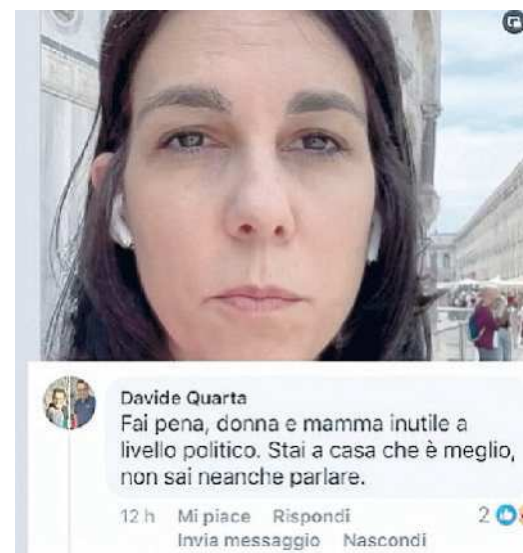 Davide Quarta
Fai pena, donna e mamma inutile a
livello politico. Stai a casa che è meglio,
non sai neanche parlare.
12 h Mi piace Rispondi 2
Invia messaggio Nascondi